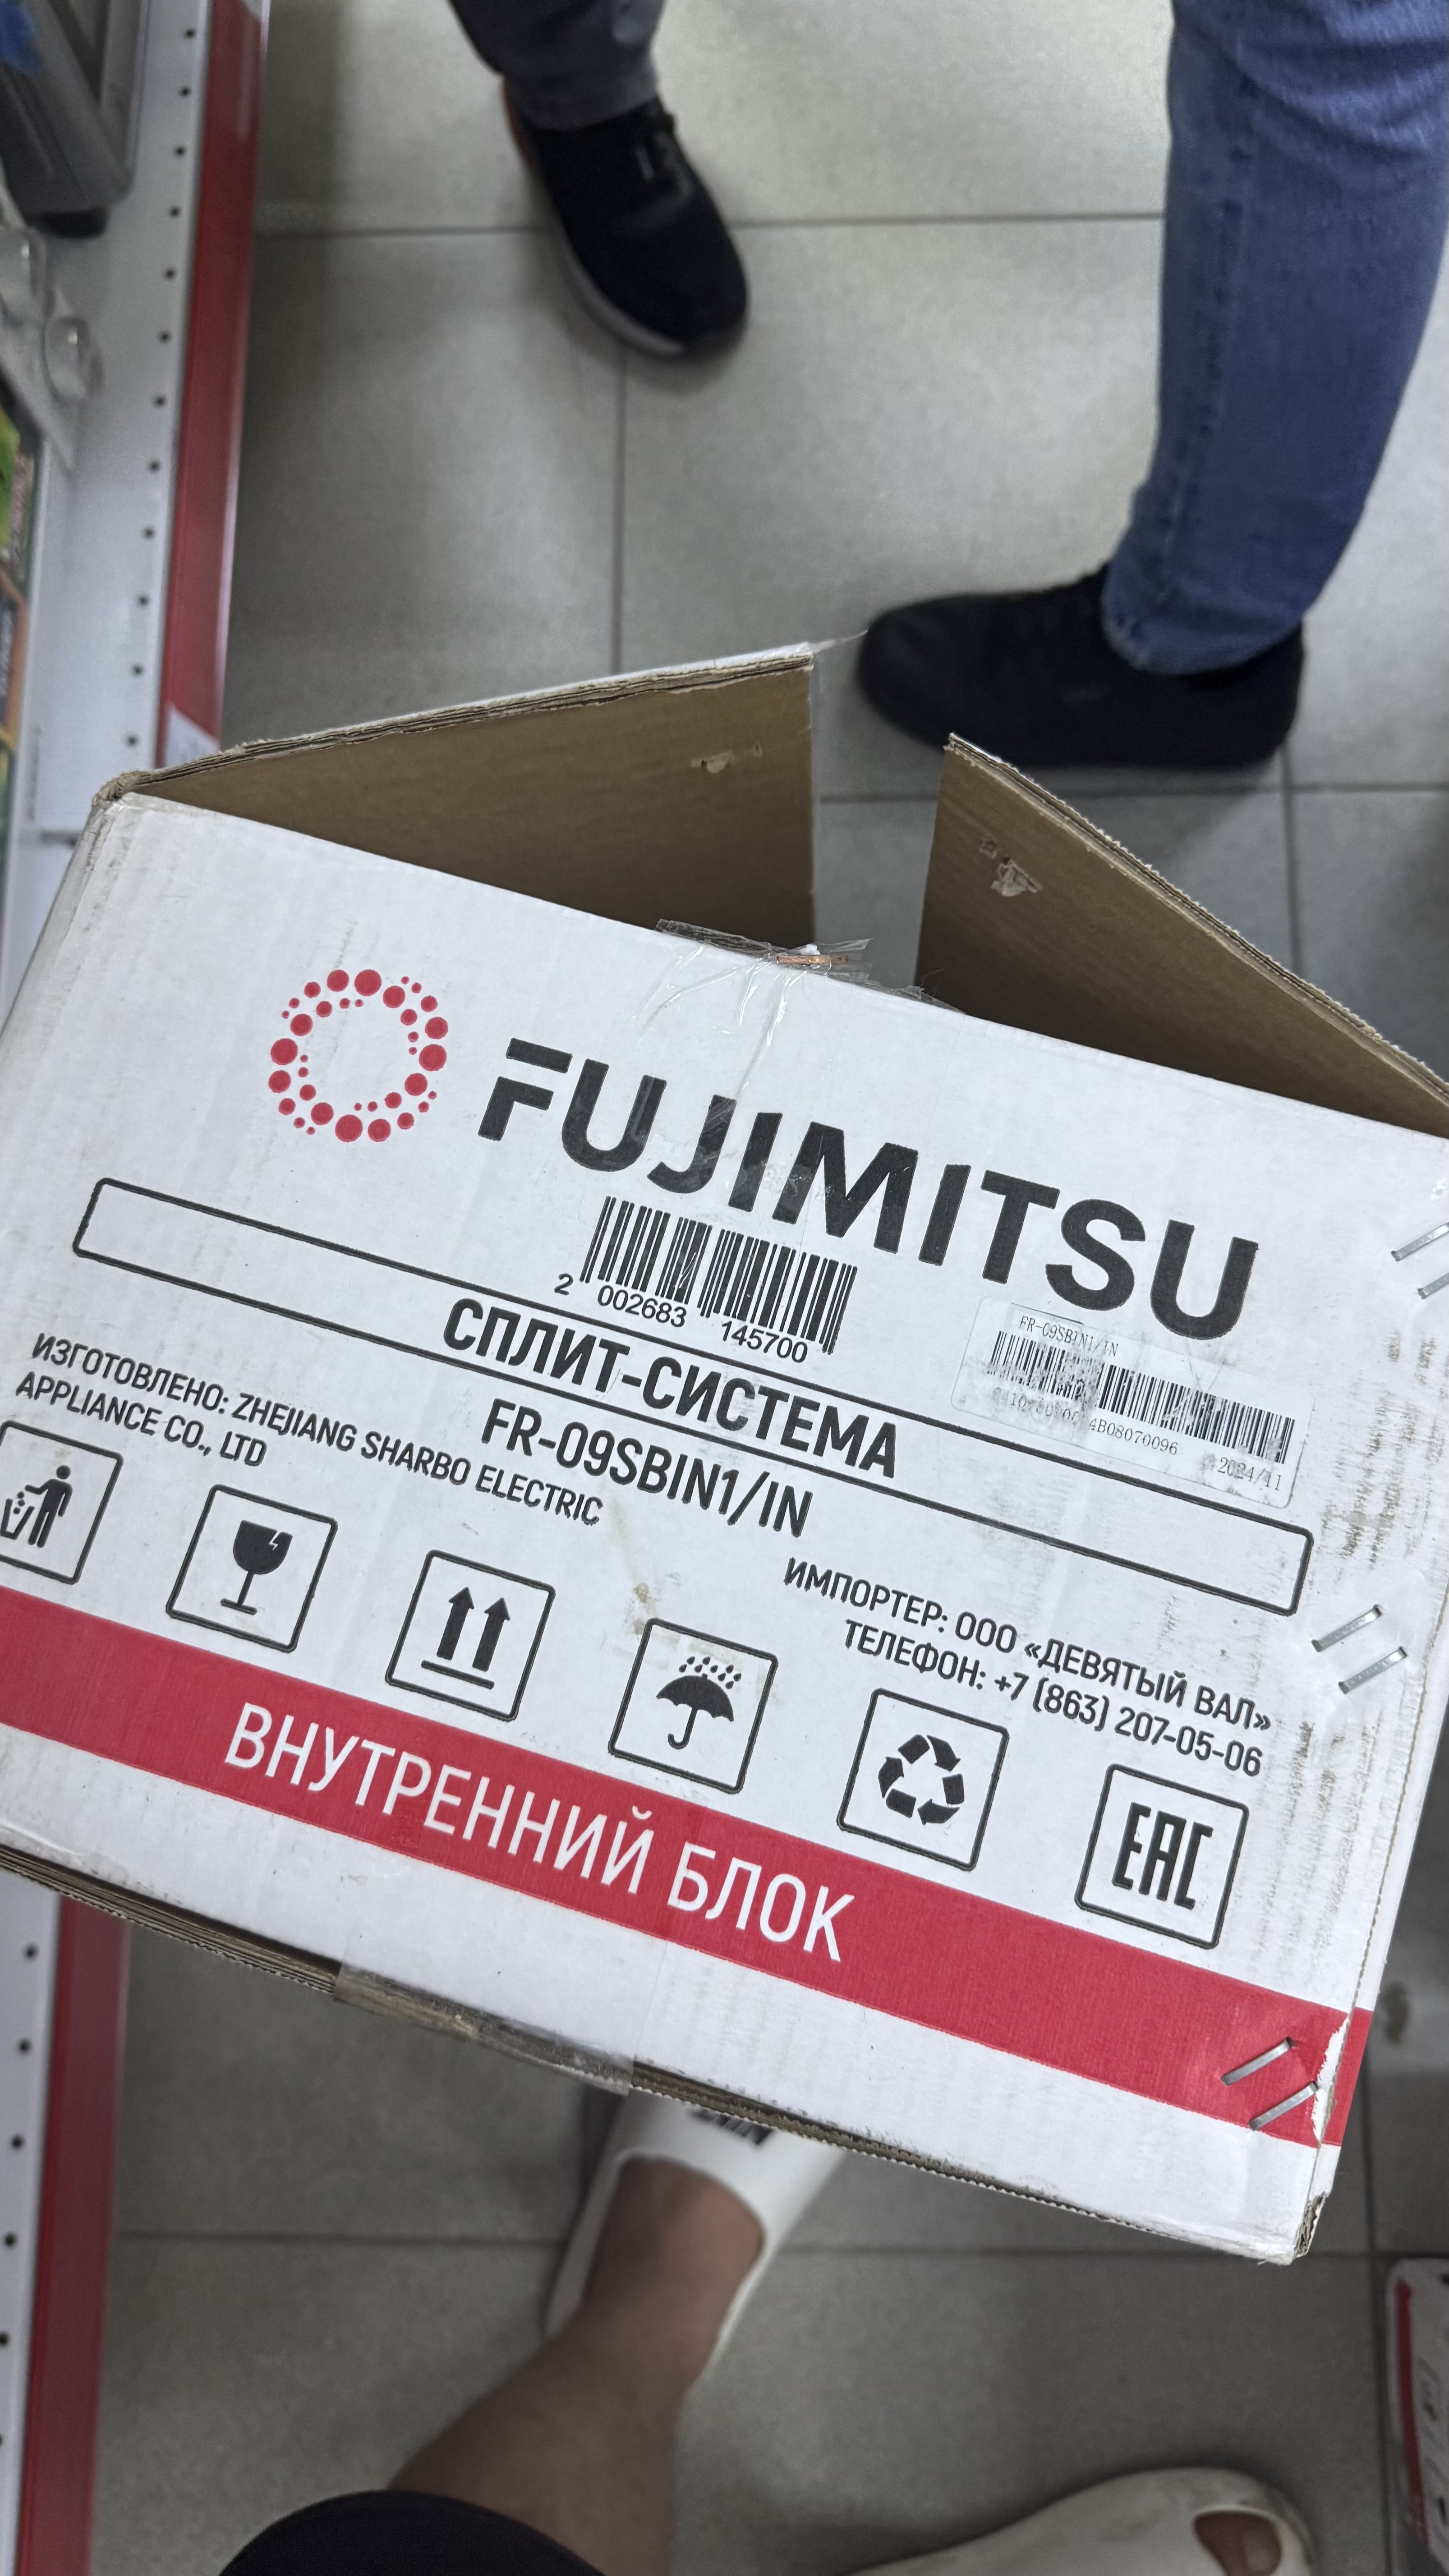 FUJIMITSU
2 002683 145700
FR-09SBIN1/IN
4B08070096
2024/11
СПЛИТ-СИСТЕМА
FR-09SBIN1/IN
ИЗГОТОВЛЕНО: ZHEJIANG SHARBO ELECTRIC
APPLIANCE CO., LTD
ИМПОРТЕР: ООО «ДЕВЯТЫЙ ВАЛ»
ТЕЛЕФОН: +7 (863) 207-05-06
EAC
ВНУТРЕННИЙ БЛОК